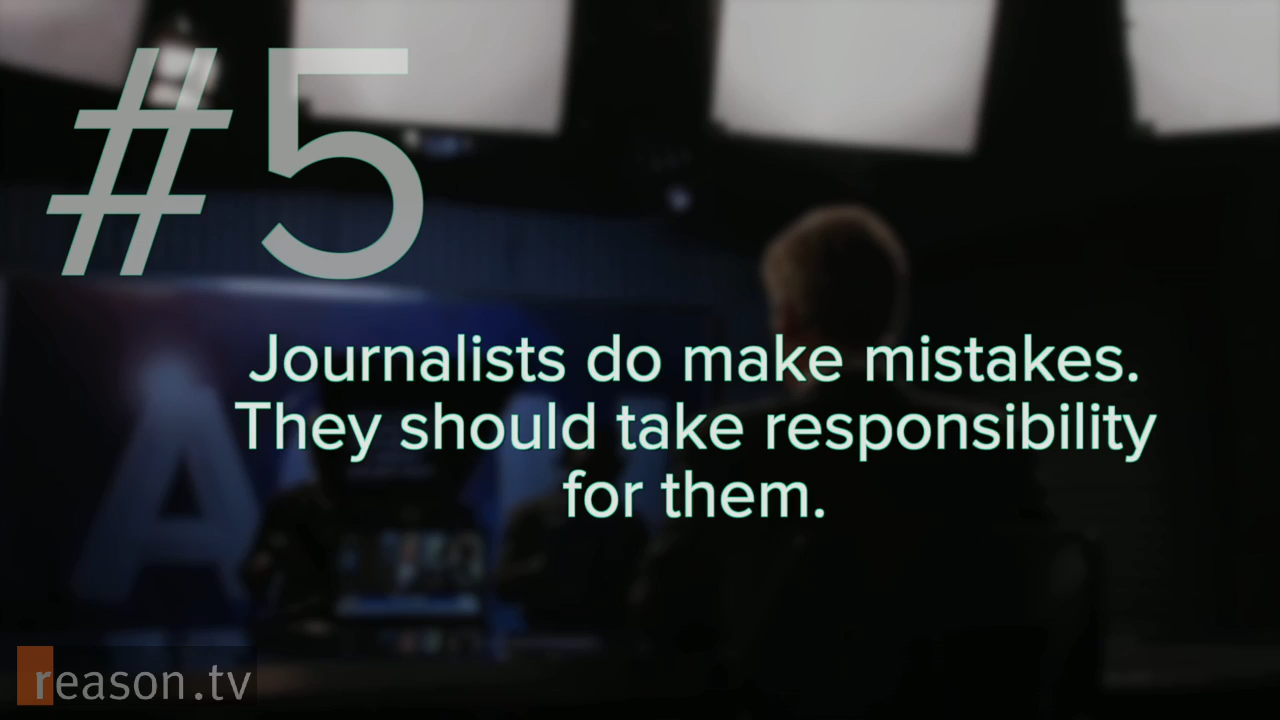 #5
Journalists do make mistakes.
They should take responsibility
for them.
reason.tv